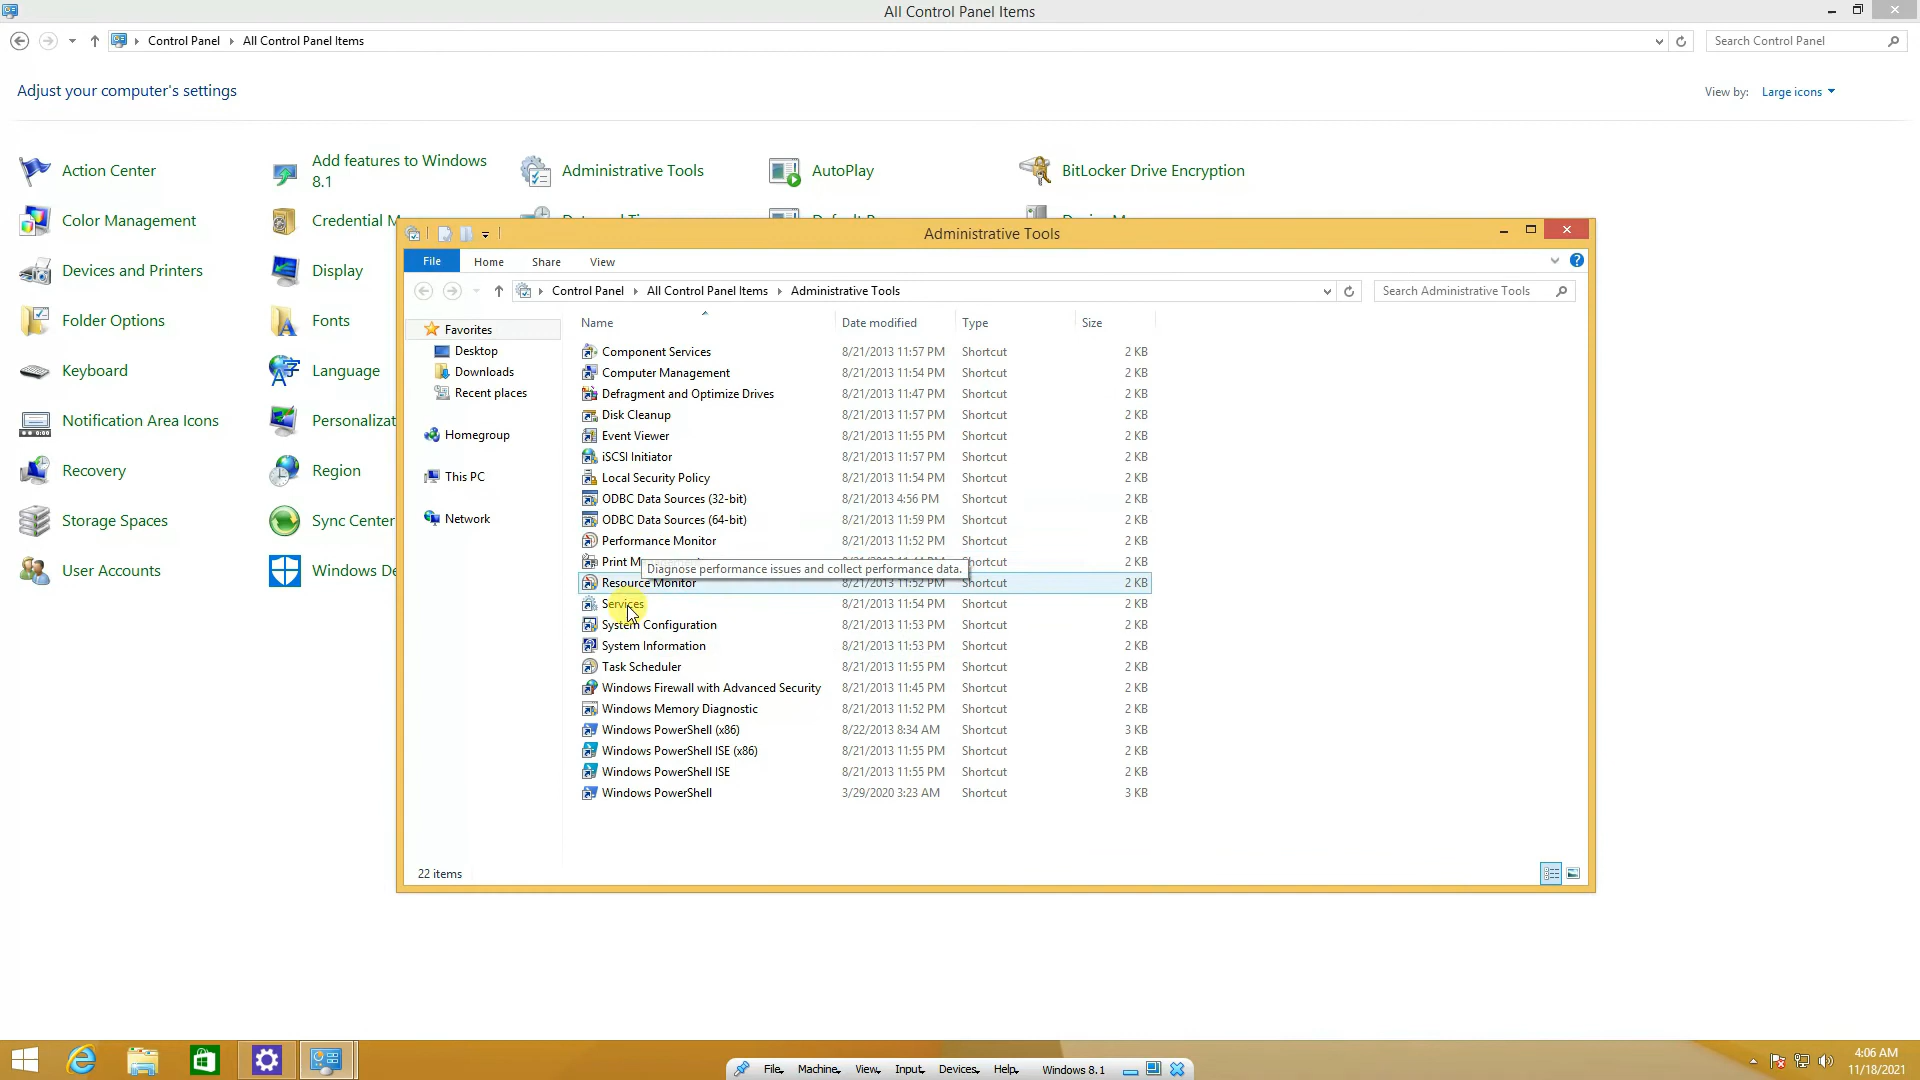 All Control Panel Items
Control Panel
All Control Panel Items
Search Control Panel
Adjust your computer's settings
View by:
Large icons
Action Center
Add features to Windows
8.1
Administrative Tools
AutoPlay
BitLocker Drive Encryption
Color Management
Credential M
Devices and Printers
Display
Folder Options
Fonts
Keyboard
Language
Notification Area Icons
Personalizat
Recovery
Region
Storage Spaces
Sync Center
User Accounts
Windows De
Administrative Tools
File
Home
Share
View
Control Panel
All Control Panel Items
Administrative Tools
Search Administrative Tools
Favorites
Desktop
Downloads
Recent places
Homegroup
This PC
Network
Name Date modified Type Size
Component Services 8/21/2013 11:57 PM Shortcut 2 KB
Computer Management 8/21/2013 11:54 PM Shortcut 2 KB
Defragment and Optimize Drives 8/21/2013 11:47 PM Shortcut 2 KB
Disk Cleanup 8/21/2013 11:57 PM Shortcut 2 KB
Event Viewer 8/21/2013 11:55 PM Shortcut 2 KB
iSCSI Initiator 8/21/2013 11:57 PM Shortcut 2 KB
Local Security Policy 8/21/2013 11:54 PM Shortcut 2 KB
ODBC Data Sources (32-bit) 8/21/2013 4:56 PM Shortcut 2 KB
ODBC Data Sources (64-bit) 8/21/2013 11:59 PM Shortcut 2 KB
Performance Monitor 8/21/2013 11:52 PM Shortcut 2 KB
Print M 2 KB
Diagnose performance issues and collect performance data.
Resource Monitor 8/21/2013 11:52 PM Shortcut 2 KB
Services 8/21/2013 11:54 PM Shortcut 2 KB
System Configuration 8/21/2013 11:53 PM Shortcut 2 KB
System Information 8/21/2013 11:53 PM Shortcut 2 KB
Task Scheduler 8/21/2013 11:55 PM Shortcut 2 KB
Windows Firewall with Advanced Security 8/21/2013 11:45 PM Shortcut 2 KB
Windows Memory Diagnostic 8/21/2013 11:52 PM Shortcut 2 KB
Windows PowerShell (x86) 8/22/2013 8:34 AM Shortcut 3 KB
Windows PowerShell ISE (x86) 8/21/2013 11:55 PM Shortcut 2 KB
Windows PowerShell ISE 8/21/2013 11:55 PM Shortcut 2 KB
Windows PowerShell 3/29/2020 3:23 AM Shortcut 3 KB
22 items
File Machine View Input Devices Help Windows 8.1
4:06 AM
11/18/2021